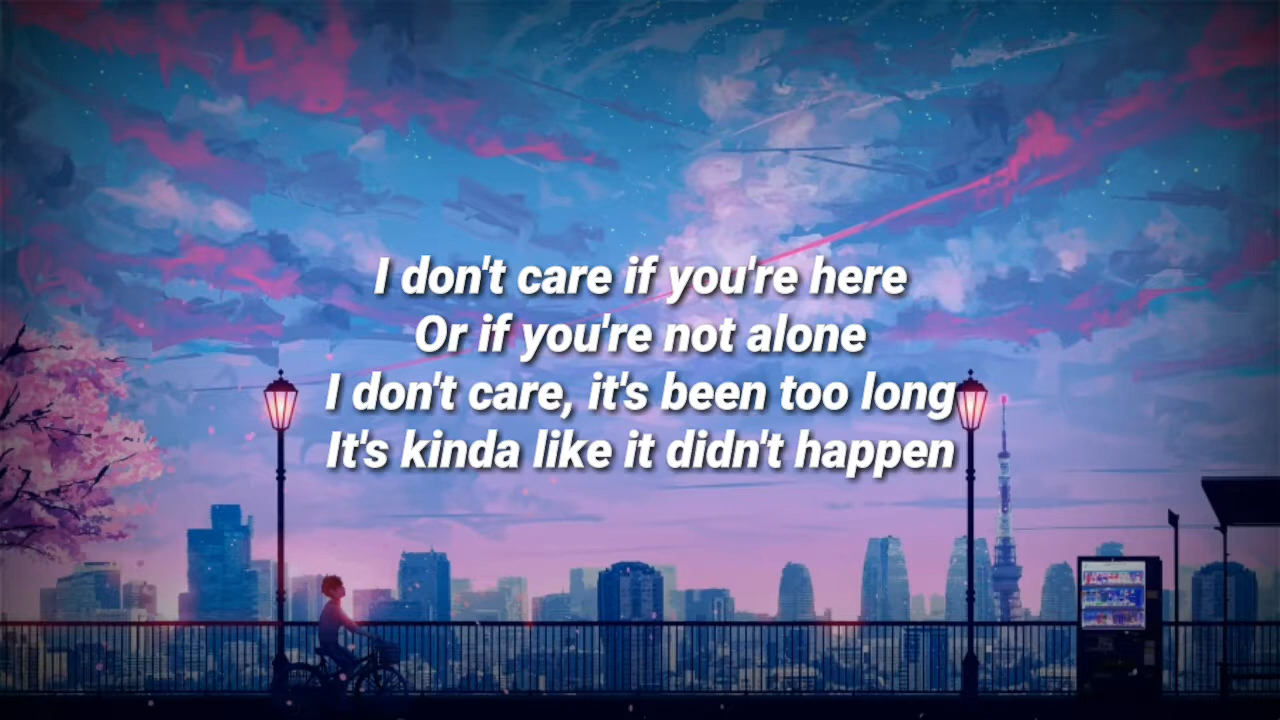 I don't care if you're here
Or if you're not alone
I don't care, it's been too long
It's kinda like it didn't happen